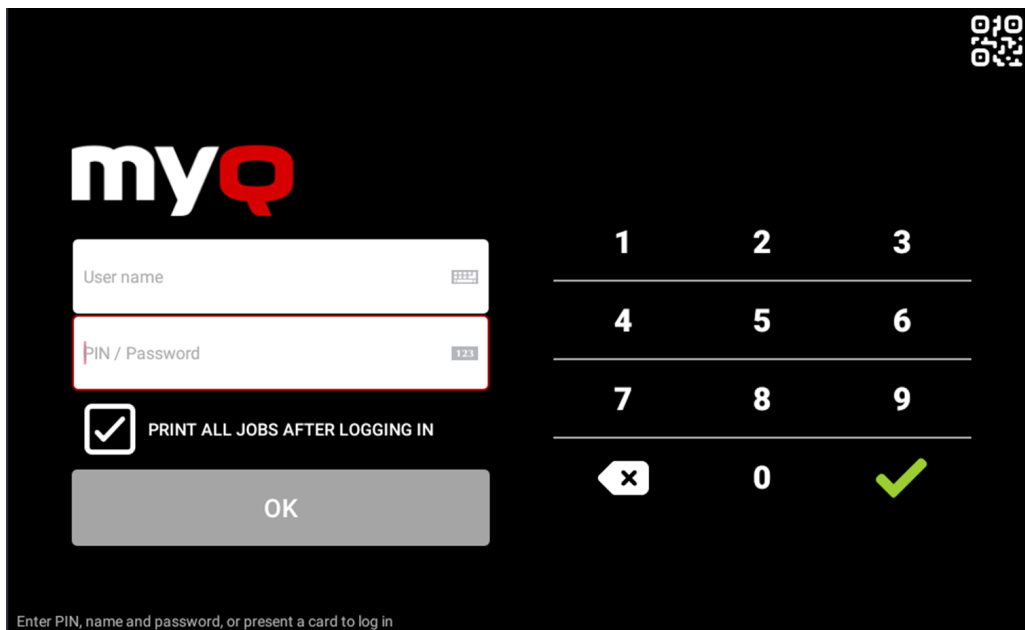 myQ
User name
PIN / Password
123
PRINT ALL JOBS AFTER LOGGING IN
OK
1 2 3
4 5 6
7 8 9
0
Enter PIN, name and password, or present a card to log in